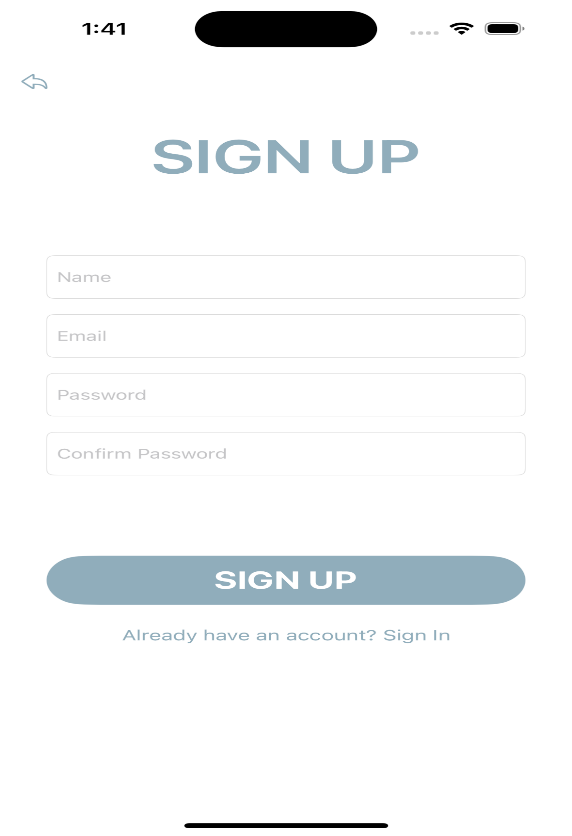 1:41
SIGN UP
Name
Email
Password
Confirm Password
SIGN UP
Already have an account? Sign In